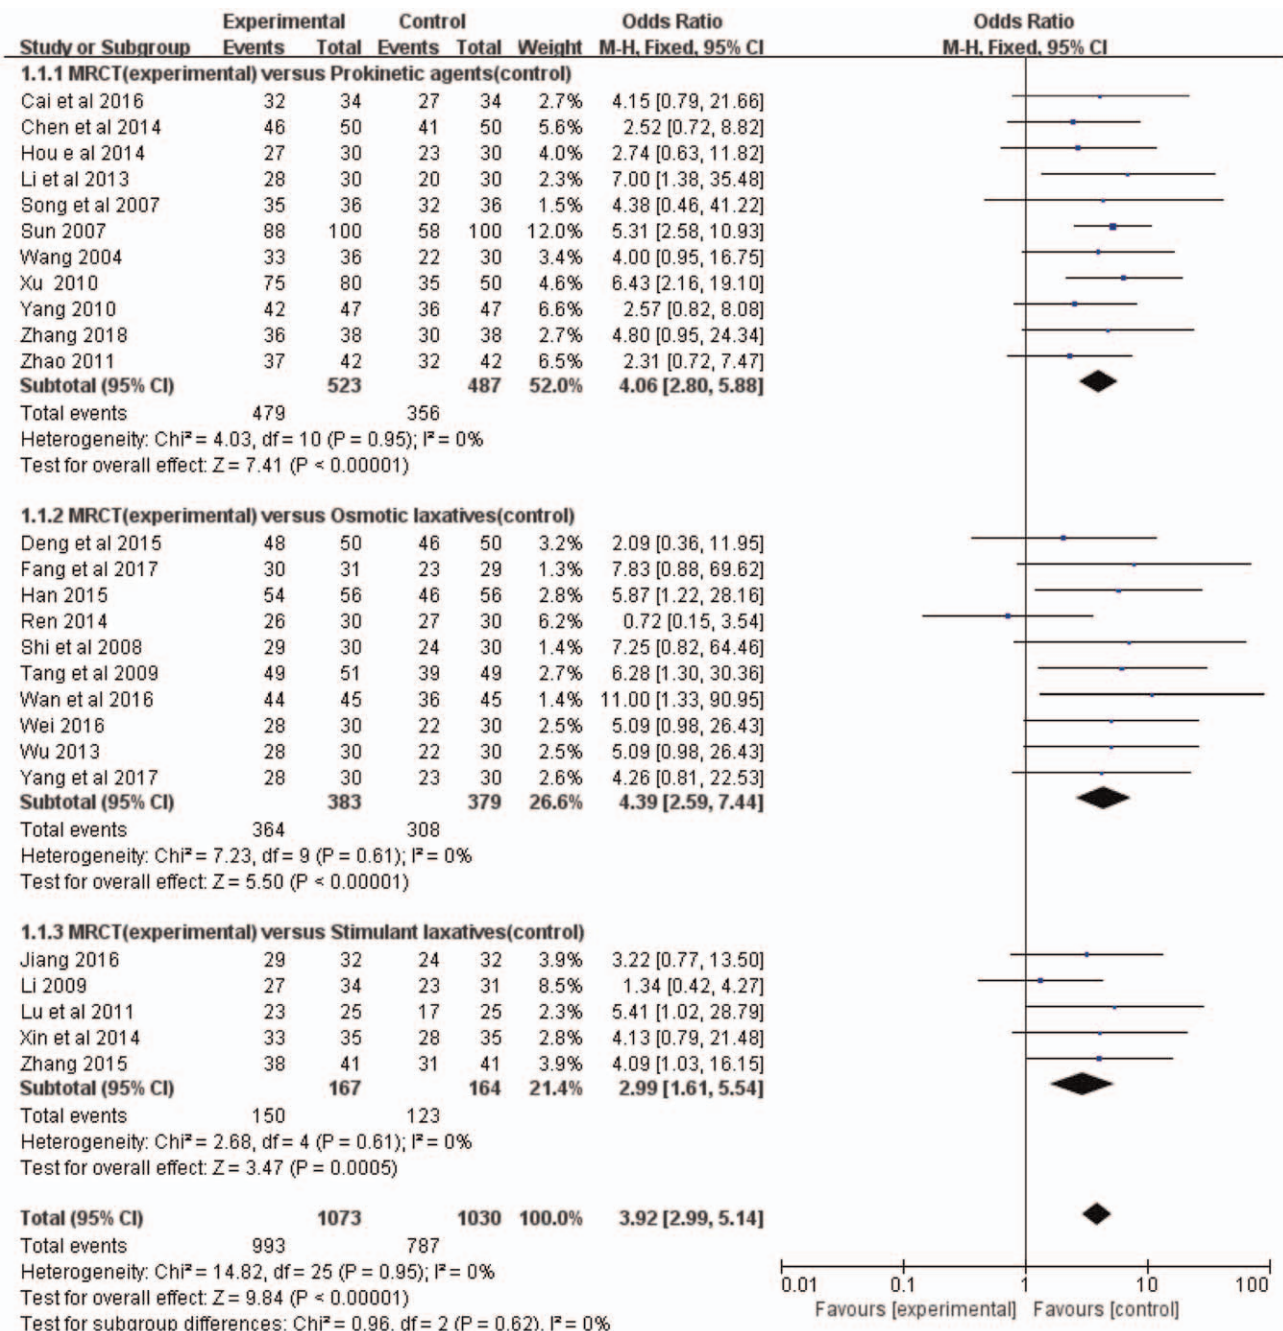 Experimental Control Odds Ratio Odds Ratio
Study or Subgroup Events Total Events Total Weight M-H, Fixed, 95% CI M-H, Fixed, 95% CI
1.1.1 MRCT(experimental) versus Prokinetic agents(control)
Cai et al 2016 32 34 27 34 2.7% 4.15 [0.79, 21.66]
Chen et al 2014 46 50 41 50 5.6% 2.52 [0.72, 8.82]
Hou e al 2014 27 30 23 30 4.0% 2.74 [0.63, 11.82]
Li et al 2013 28 30 20 30 2.3% 7.00 [1.38, 35.48]
Song et al 2007 35 36 32 36 1.5% 4.38 [0.46, 41.22]
Sun 2007 88 100 58 100 12.0% 5.31 [2.58, 10.93]
Wang 2004 33 36 22 30 3.4% 4.00 [0.95, 16.75]
Xu 2010 75 80 35 50 4.6% 6.43 [2.16, 19.10]
Yang 2010 42 47 36 47 6.6% 2.57 [0.82, 8.08]
Zhang 2018 36 38 30 38 2.7% 4.80 [0.95, 24.34]
Zhao 2011 37 42 32 42 6.5% 2.31 [0.72, 7.47]
Subtotal (95% CI) 523 487 52.0% 4.06 [2.80, 5.88]
Total events 479 356
Heterogeneity: Chi² = 4.03, df = 10 (P = 0.95); I² = 0%
Test for overall effect: Z = 7.41 (P < 0.00001)
1.1.2 MRCT(experimental) versus Osmotic laxatives(control)
Deng et al 2015 48 50 46 50 3.2% 2.09 [0.36, 11.95]
Fang et al 2017 30 31 23 29 1.3% 7.83 [0.88, 69.62]
Han 2015 54 56 46 56 2.8% 5.87 [1.22, 28.16]
Ren 2014 26 30 27 30 6.2% 0.72 [0.15, 3.54]
Shi et al 2008 29 30 24 30 1.4% 7.25 [0.82, 64.46]
Tang et al 2009 49 51 39 49 2.7% 6.28 [1.30, 30.36]
Wan et al 2016 44 45 36 45 1.4% 11.00 [1.33, 90.95]
Wei 2016 28 30 22 30 2.5% 5.09 [0.98, 26.43]
Wu 2013 28 30 22 30 2.5% 5.09 [0.98, 26.43]
Yang et al 2017 28 30 23 30 2.6% 4.26 [0.81, 22.53]
Subtotal (95% CI) 383 379 26.6% 4.39 [2.59, 7.44]
Total events 364 308
Heterogeneity: Chi² = 7.23, df = 9 (P = 0.61); I² = 0%
Test for overall effect: Z = 5.50 (P < 0.00001)
1.1.3 MRCT(experimental) versus Stimulant laxatives(control)
Jiang 2016 29 32 24 32 3.9% 3.22 [0.77, 13.50]
Li 2009 27 34 23 31 8.5% 1.34 [0.42, 4.27]
Lu et al 2011 23 25 17 25 2.3% 5.41 [1.02, 28.79]
Xin et al 2014 33 35 28 35 2.8% 4.13 [0.79, 21.48]
Zhang 2015 38 41 31 41 3.9% 4.09 [1.03, 16.15]
Subtotal (95% CI) 167 164 21.4% 2.99 [1.61, 5.54]
Total events 150 123
Heterogeneity: Chi² = 2.68, df = 4 (P = 0.61); I² = 0%
Test for overall effect: Z = 3.47 (P = 0.0005)
Total (95% CI) 1073 1030 100.0% 3.92 [2.99, 5.14]
Total events 993 787
Heterogeneity: Chi² = 14.82, df = 25 (P = 0.95); I² = 0%
Test for overall effect: Z = 9.84 (P < 0.00001)
Test for subgroup differences: Chi² = 0.96, df = 2 (P = 0.62), I² = 0%
0.01 0.1 1 10 100
Favours [experimental] Favours [control]